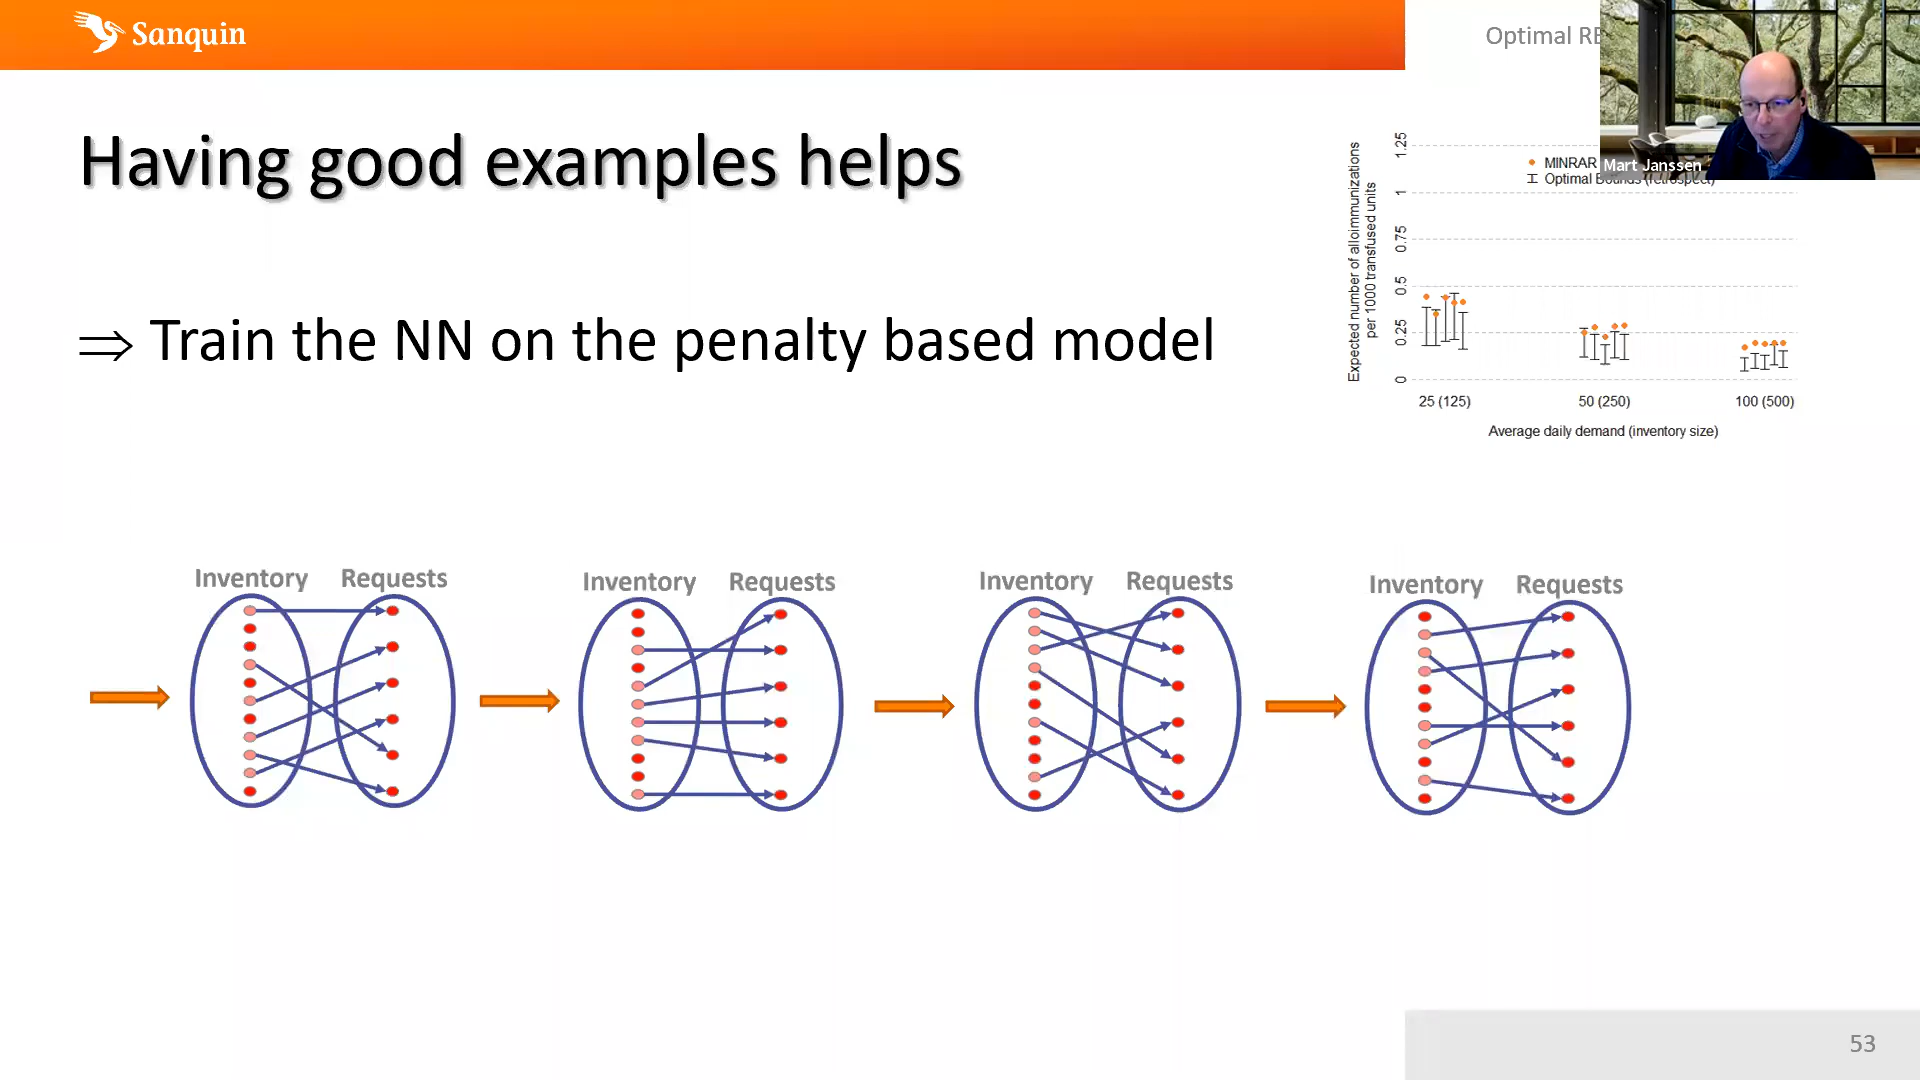 Sanquin
Optimal
Mart Janssen
Having good examples helps
⇒ Train the NN on the penalty based model
Expected number of alloimmunizations
per 1000 transfused units
1.25
1
0.75
0.5
0.25
0
MINRAR
Optimal Bounds (retrospect)
25 (125)
50 (250)
100 (500)
Average daily demand (inventory size)
Inventory Requests
Inventory Requests
Inventory Requests
Inventory Requests
53